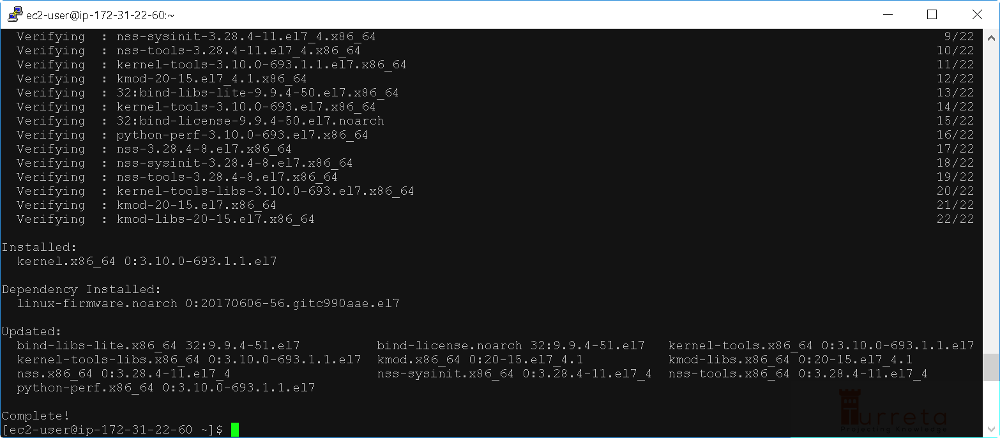 ec2-user@ip-172-31-22-60:~
Verifying : nss-sysinit-3.28.4-11.el7_4.x86_64 9/22
Verifying : nss-tools-3.28.4-11.el7_4.x86_64 10/22
Verifying : kernel-tools-3.10.0-693.1.1.el7.x86_64 11/22
Verifying : kmod-20-15.el7_4.1.x86_64 12/22
Verifying : 32:bind-libs-lite-9.9.4-50.el7.x86_64 13/22
Verifying : kernel-tools-3.10.0-693.el7.x86_64 14/22
Verifying : 32:bind-license-9.9.4-50.el7.noarch 15/22
Verifying : python-perf-3.10.0-693.el7.x86_64 16/22
Verifying : nss-3.28.4-8.el7.x86_64 17/22
Verifying : nss-sysinit-3.28.4-8.el7.x86_64 18/22
Verifying : nss-tools-3.28.4-8.el7.x86_64 19/22
Verifying : kernel-tools-libs-3.10.0-693.el7.x86_64 20/22
Verifying : kmod-20-15.el7.x86_64 21/22
Verifying : kmod-libs-20-15.el7.x86_64 22/22
Installed:
kernel.x86_64 0:3.10.0-693.1.1.el7
Dependency Installed:
linux-firmware.noarch 0:20170606-56.gitc990aae.el7
Updated:
bind-libs-lite.x86_64 32:9.9.4-51.el7 bind-license.noarch 32:9.9.4-51.el7 kernel-tools.x86_64 0:3.10.0-693.1.1.el7
kernel-tools-libs.x86_64 0:3.10.0-693.1.1.el7 kmod.x86_64 0:20-15.el7_4.1 kmod-libs.x86_64 0:20-15.el7_4.1
nss.x86_64 0:3.28.4-11.el7_4 nss-sysinit.x86_64 0:3.28.4-11.el7_4 nss-tools.x86_64 0:3.28.4-11.el7_4
python-perf.x86_64 0:3.10.0-693.1.1.el7
Complete!
[ec2-user@ip-172-31-22-60 ~]$
Turreta
Projecting Knowledge